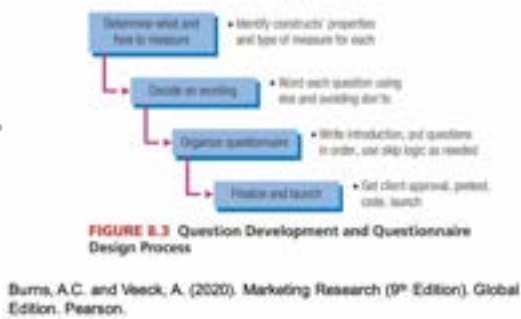 Determine what and
how to measure
• Identify constructs' properties
and type of measure for each
Decide on wording
• Word each question using
dos and avoiding don'ts
Organize questionnaire
• Write introduction, put questions
in order, use skip logic as needed
Finalize and launch
• Get client approval, pretest,
code, launch
FIGURE 8.3 Question Development and Questionnaire
Design Process
Burns, A.C. and Veeck, A. (2020). Marketing Research (9th Edition). Global
Edition. Pearson.